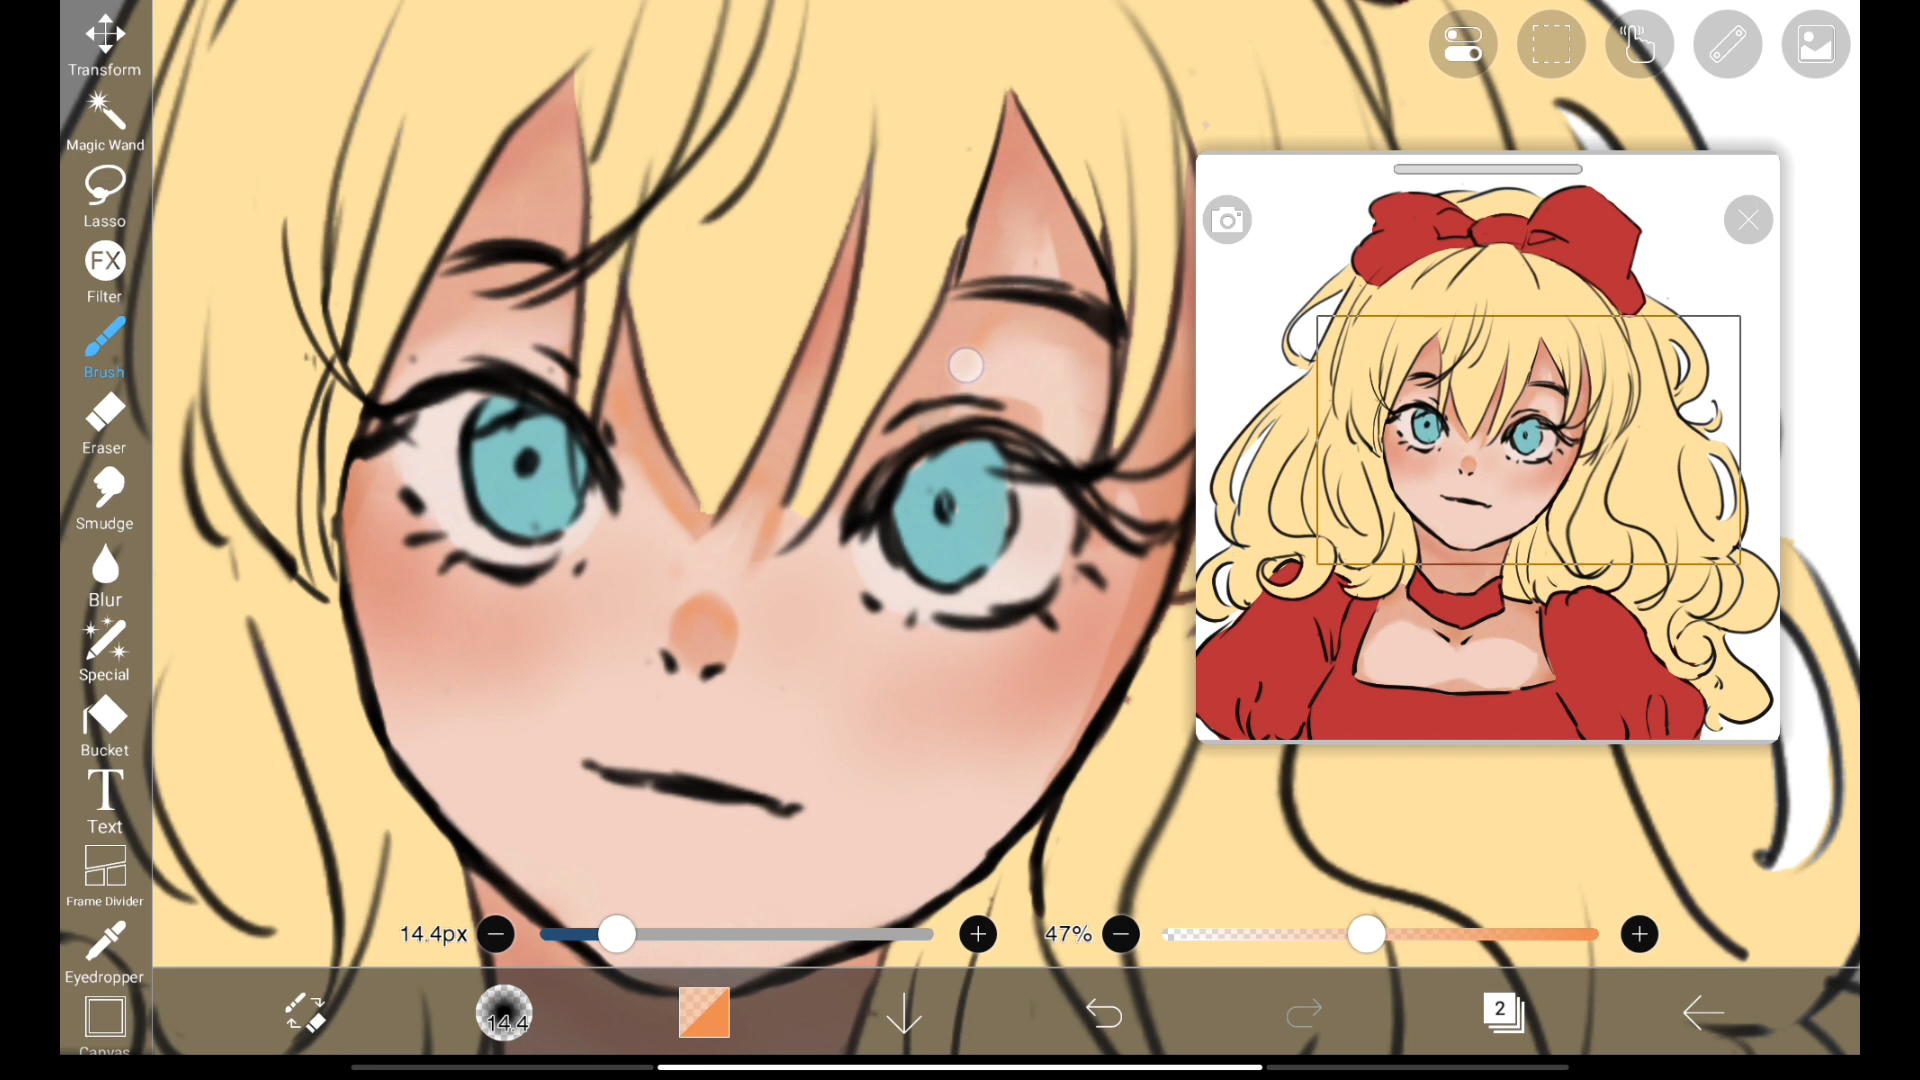 Transform
Magic Wand
Lasso
FX
Filter
Brush
Eraser
Smudge
Blur
Special
Bucket
T
Text
Frame Divider
Eyedropper
Canvas
14.4px
47%
14.4
2